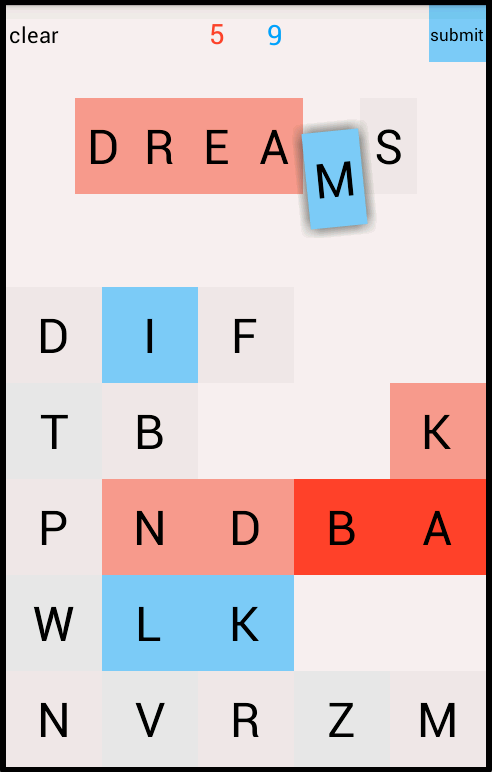 clear 5 9 submit
D R E A M S
D I F
T B K
P N D B A
W L K
N V R Z M